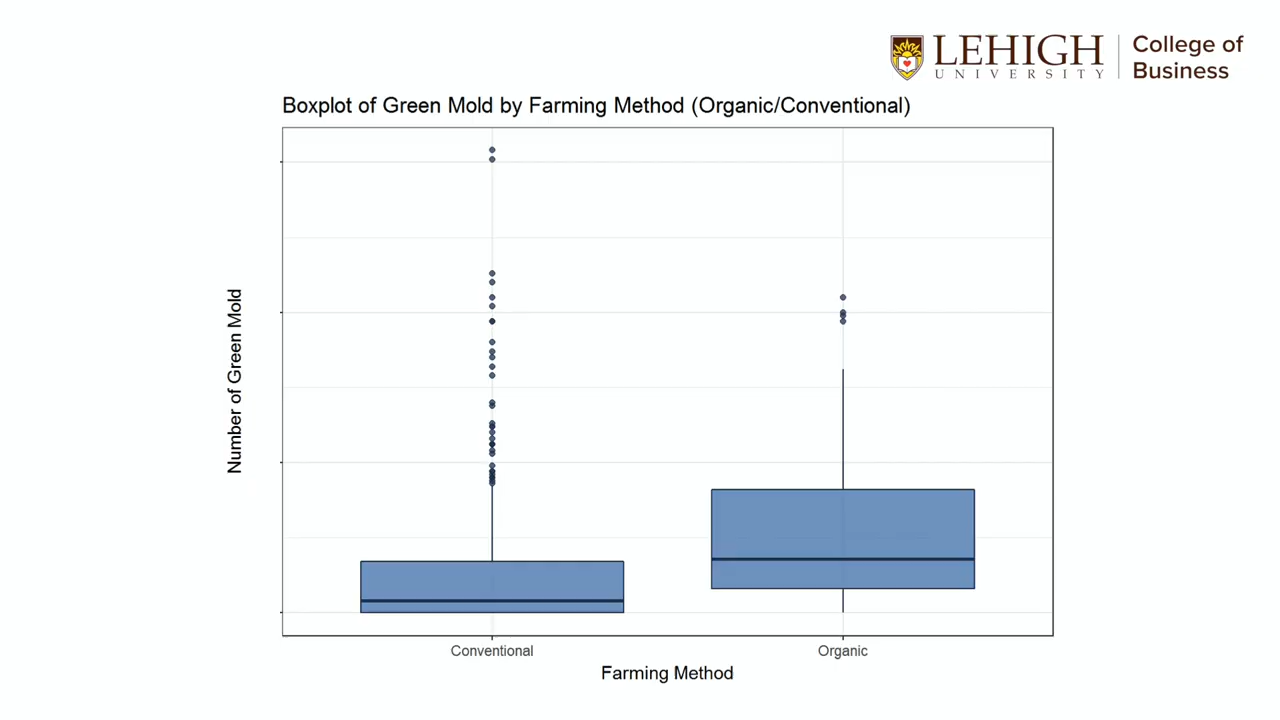 LEHIGH
UNIVERSITY
College of
Business
Boxplot of Green Mold by Farming Method (Organic/Conventional)
Number of Green Mold
Conventional
Organic
Farming Method